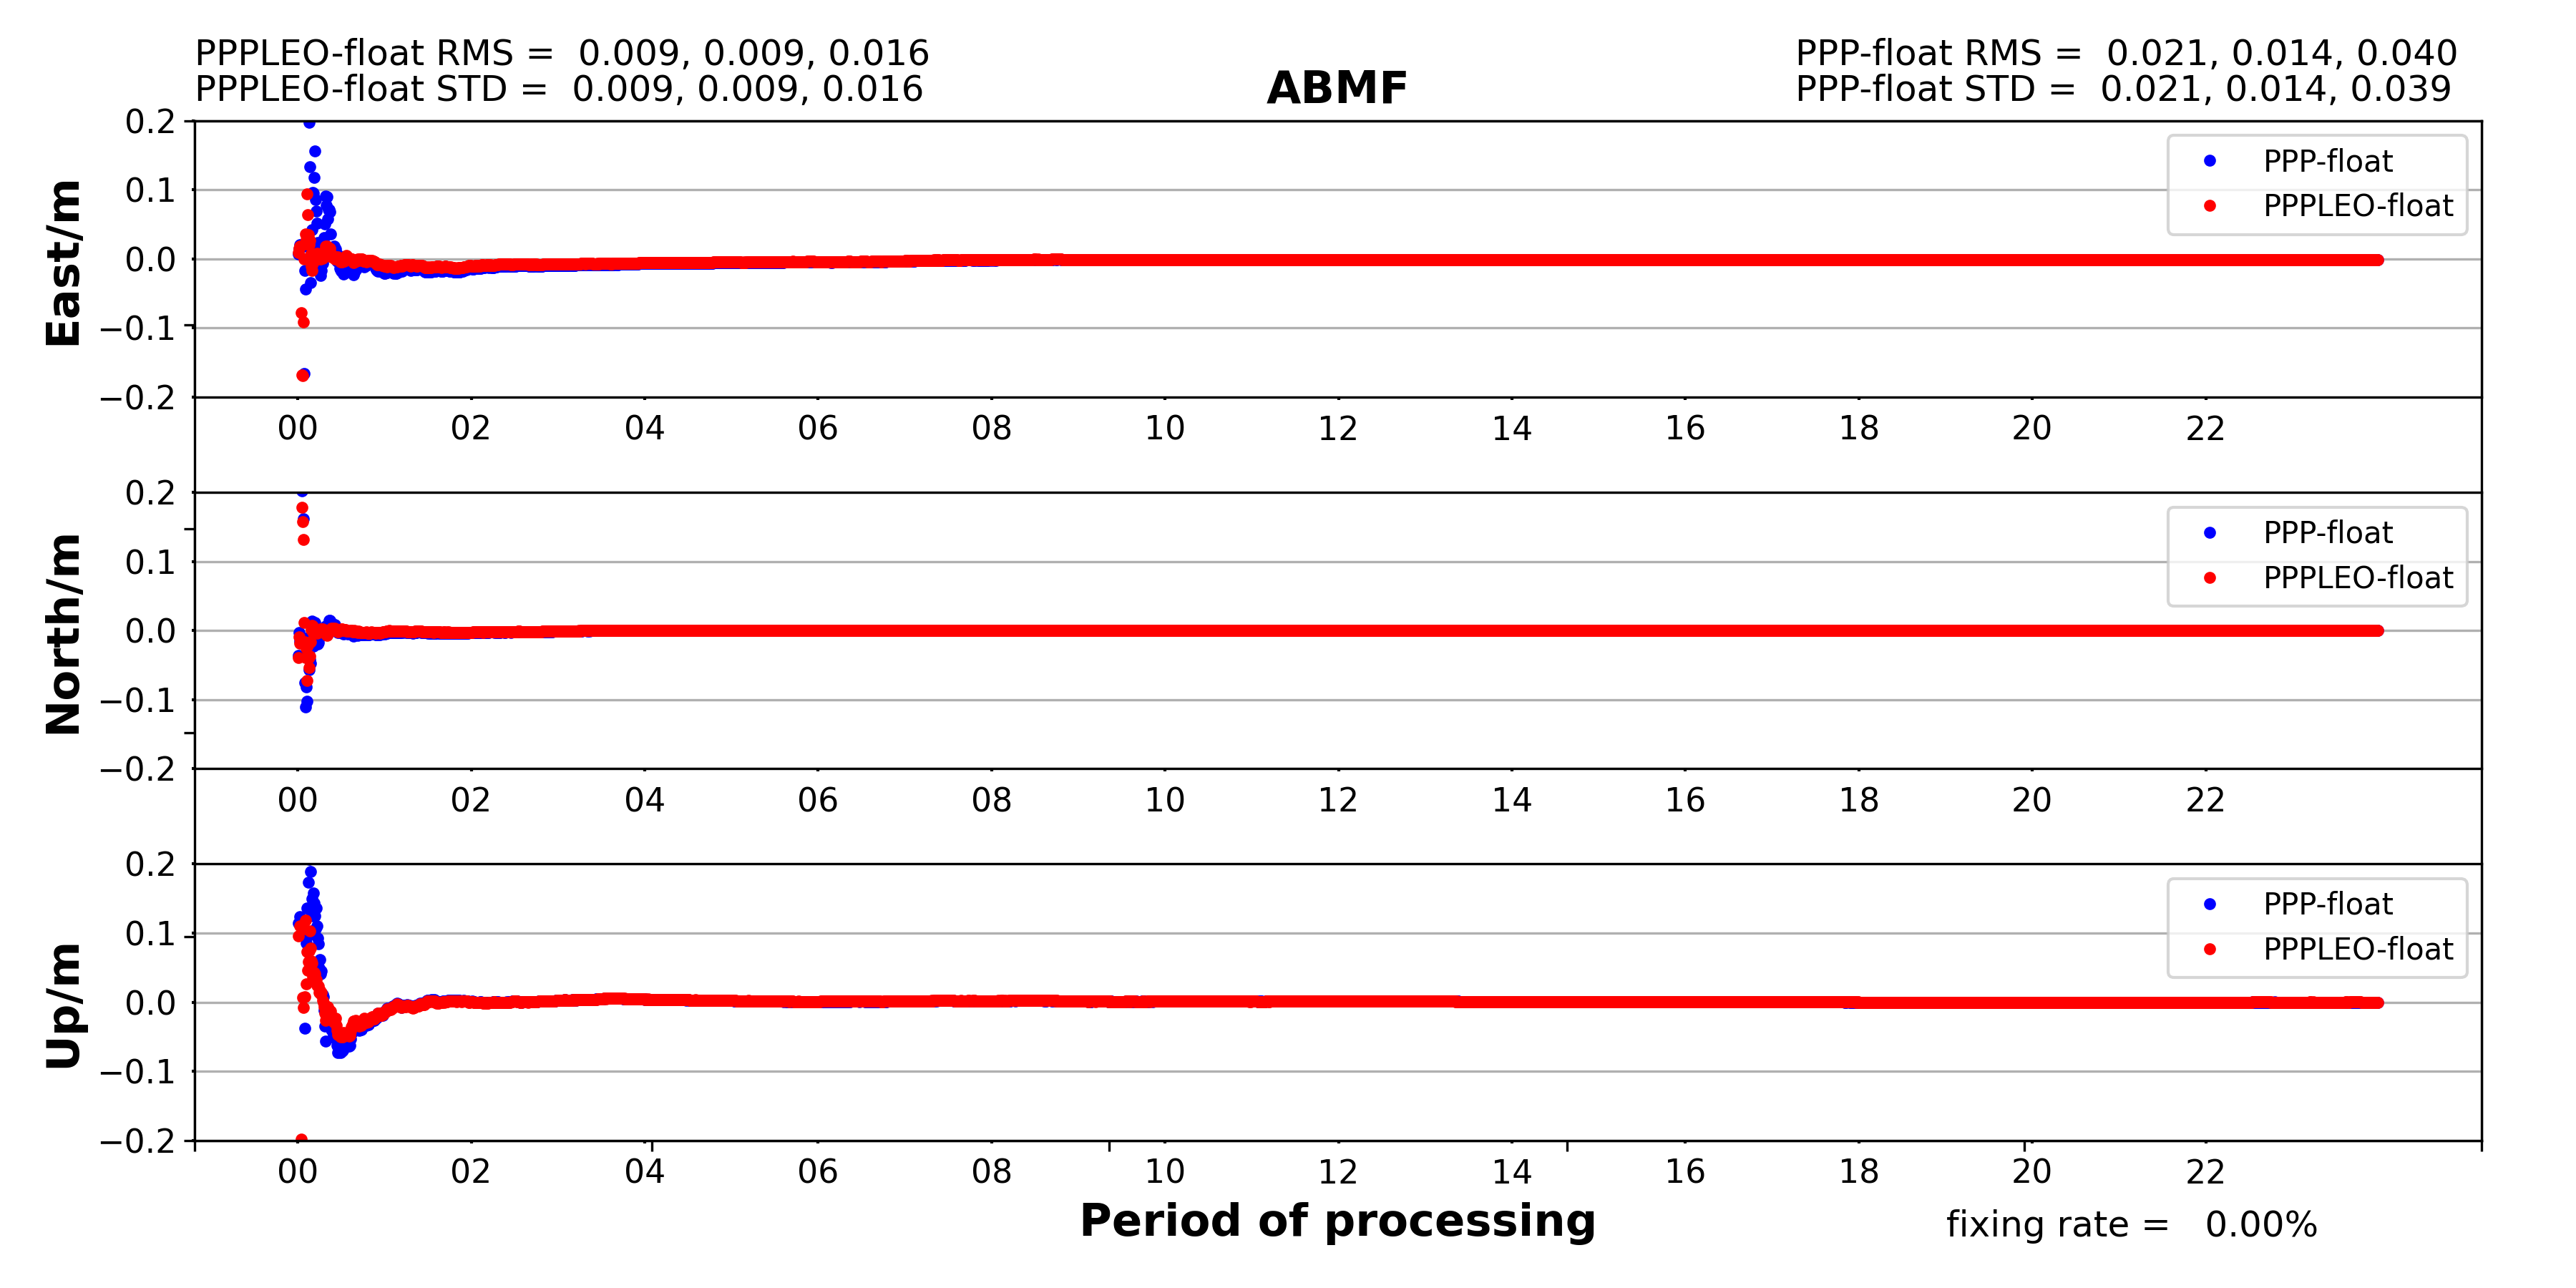 PPPLEO-float RMS =  0.009, 0.009, 0.016
PPPLEO-float STD =  0.009, 0.009, 0.016
ABMF
PPP-float RMS =  0.021, 0.014, 0.040
PPP-float STD =  0.021, 0.014, 0.039
East/m
0.2
0.1
0.0
−0.1
−0.2
PPP-float
PPPLEO-float
00 02 04 06 08 10 12 14 16 18 20 22
North/m
0.2
0.1
0.0
−0.1
−0.2
PPP-float
PPPLEO-float
00 02 04 06 08 10 12 14 16 18 20 22
Up/m
0.2
0.1
0.0
−0.1
−0.2
PPP-float
PPPLEO-float
00 02 04 06 08 10 12 14 16 18 20 22
Period of processing
fixing rate =   0.00%